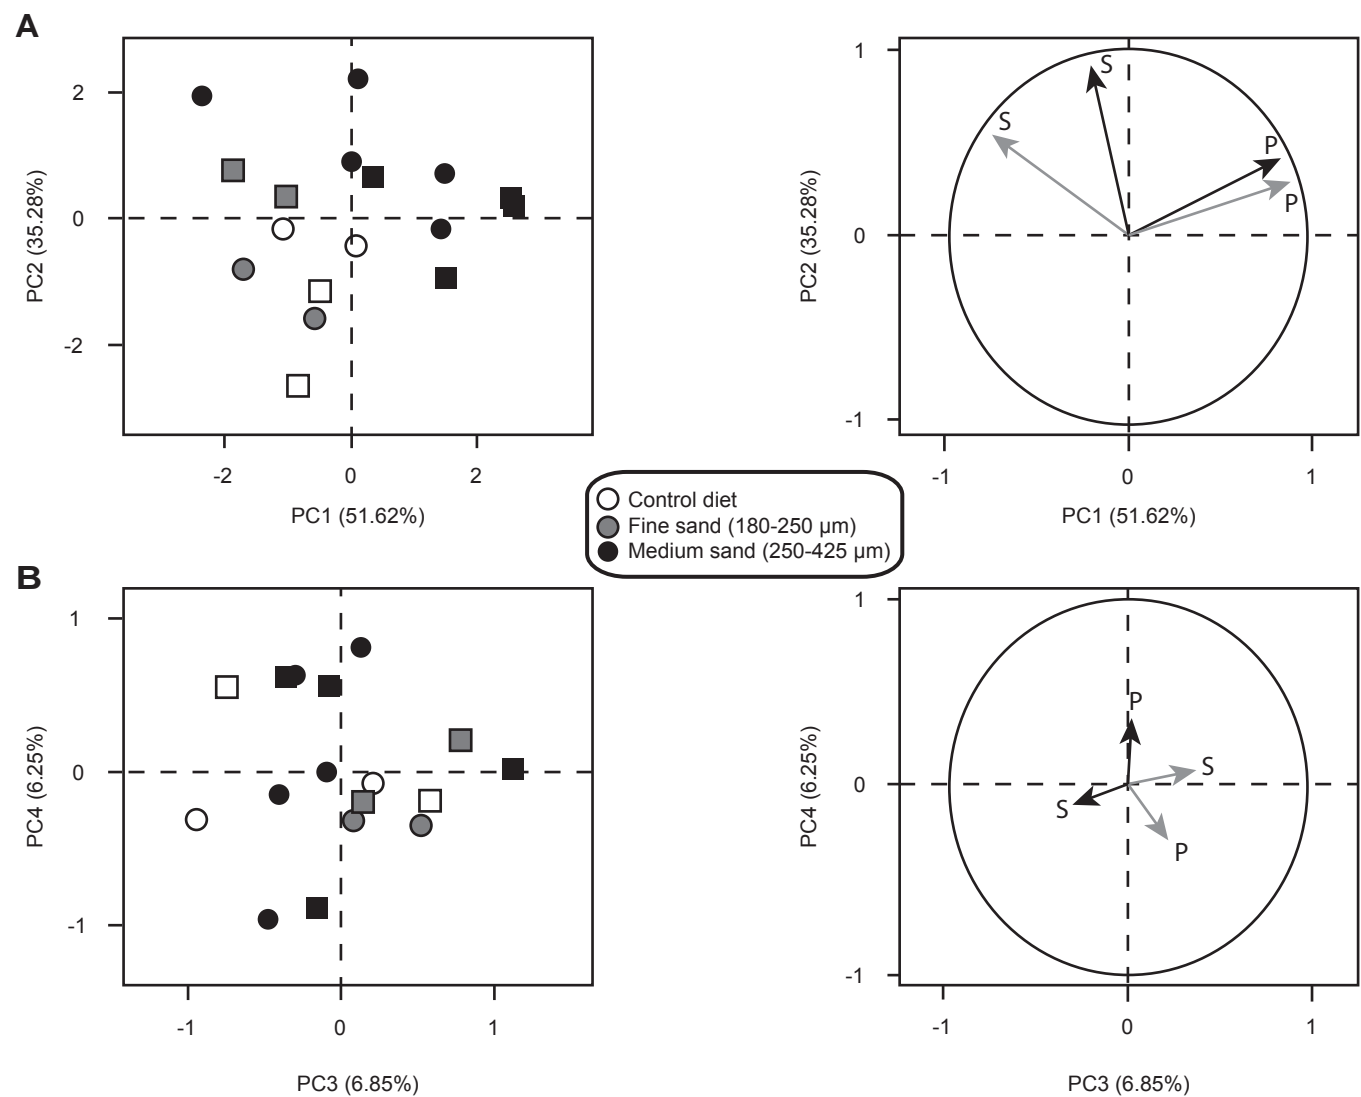 A
2
0
-2
PC2 (35.28%)
-2
0
2
PC1 (51.62%)
1
0
-1
PC2 (35.28%)
S
S
P
P
-1
0
1
PC1 (51.62%)
Control diet
Fine sand (180-250 µm)
Medium sand (250-425 µm)
B
1
0
-1
PC4 (6.25%)
-1
0
1
PC3 (6.85%)
1
0
-1
PC4 (6.25%)
P
S
S
P
-1
0
1
PC3 (6.85%)